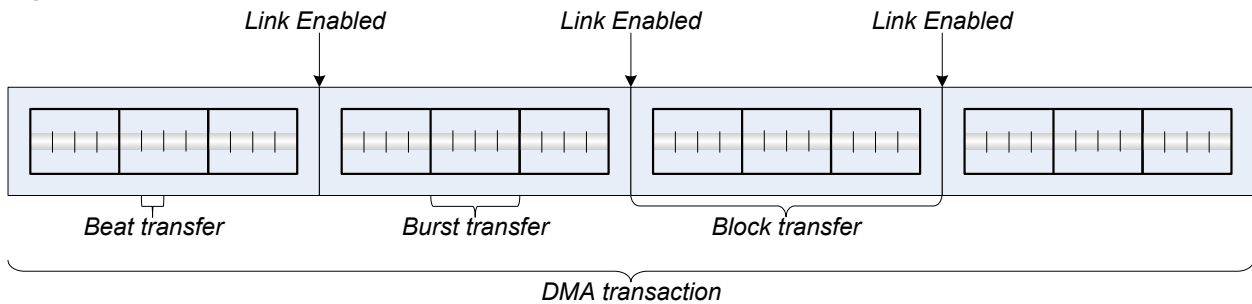 Link Enabled Link Enabled Link Enabled
Beat transfer Burst transfer Block transfer
DMA transaction